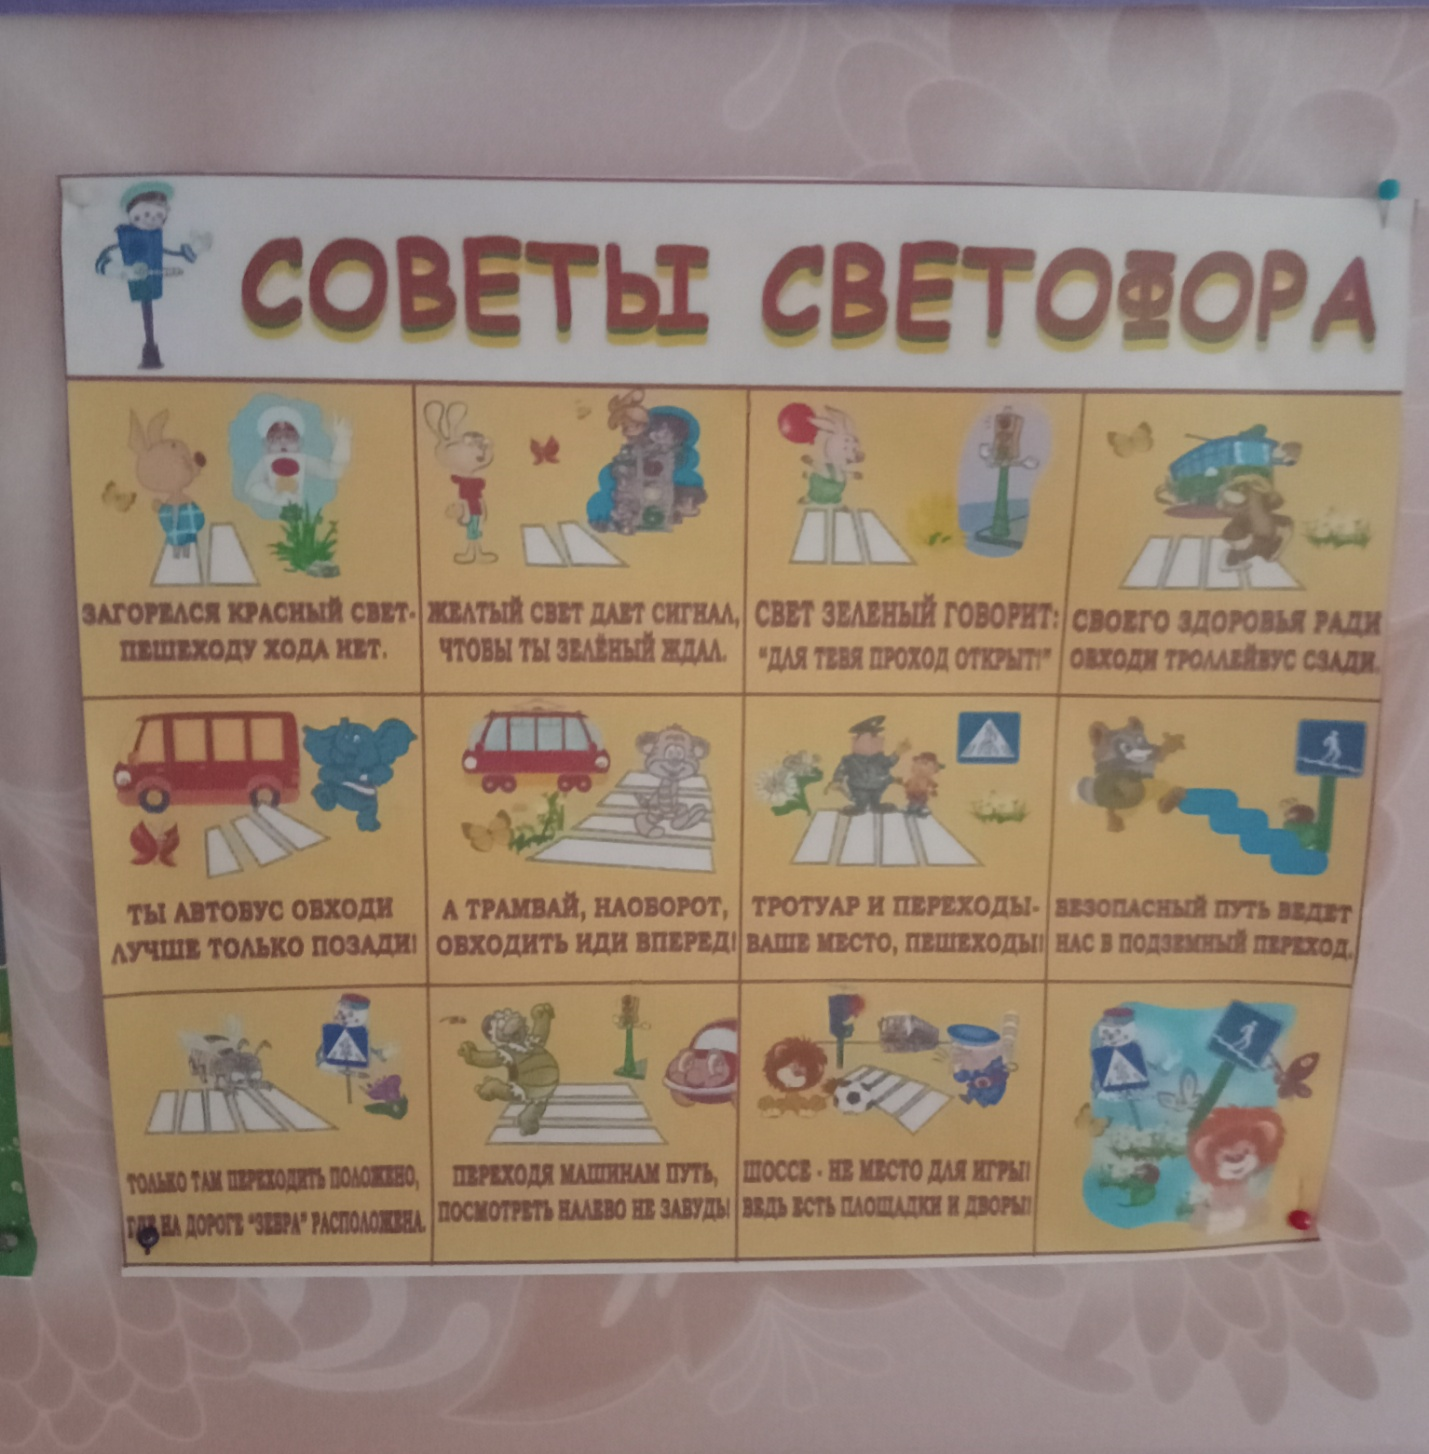 СОВЕТЫ СВЕТОФОРА
ЗАГОРЕЛСЯ КРАСНЫЙ СВЕТ-
ПЕШЕХОДУ ХОДА НЕТ.
ЖЕЛТЫЙ СВЕТ ДАЕТ СИГНАЛ,
ЧТОБЫ ТЫ ЗЕЛЁНЫЙ ЖДАЛ.
СВЕТ ЗЕЛЕНЫЙ ГОВОРИТ:
"ДЛЯ ТЕБЯ ПРОХОД ОТКРЫТ!"
СВОЕГО ЗДОРОВЬЯ РАДИ
ОБХОДИ ТРОЛЛЕЙБУС СЗАДИ.
ТЫ АВТОБУС ОБХОДИ
ЛУЧШЕ ТОЛЬКО ПОЗАДИ!
А ТРАМВАЙ, НАОБОРОТ,
ОБХОДИТЬ ИДИ ВПЕРЕД!
ТРОТУАР И ПЕРЕХОДЫ-
ВАШЕ МЕСТО, ПЕШЕХОДЫ!
БЕЗОПАСНЫЙ ПУТЬ ВЕДЕТ
НАС В ПОДЗЕМНЫЙ ПЕРЕХОД.
ТОЛЬКО ТАМ ПЕРЕХОДИТЬ ПОЛОЖЕНО,
ГДЕ НА ДОРОГЕ "ЗЕБРА" РАСПОЛОЖЕНА.
ПЕРЕХОДЯ МАШИНАМ ПУТЬ,
ПОСМОТРЕТЬ НАЛЕВО НЕ ЗАБУДЬ!
ШОССЕ - НЕ МЕСТО ДЛЯ ИГРЫ!
ВЕДЬ ЕСТЬ ПЛОЩАДКИ И ДВОРЫ!